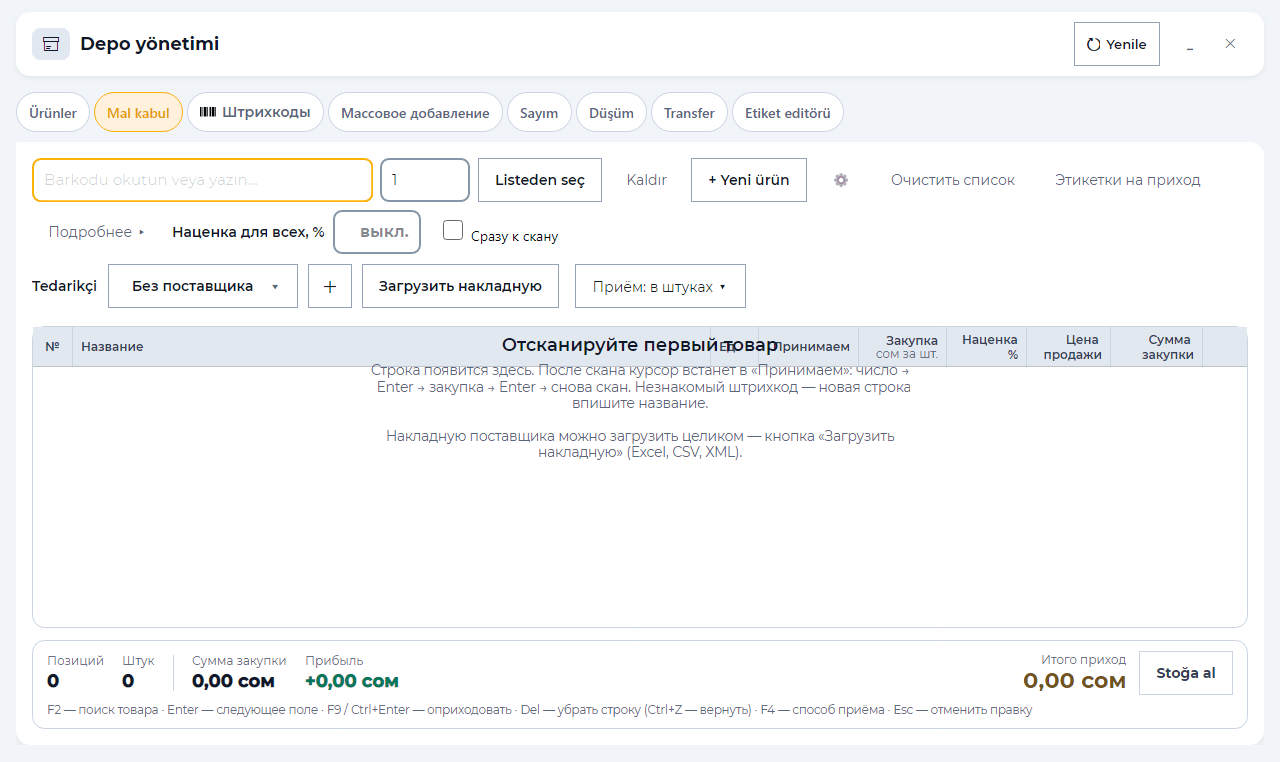 Depo yönetimi
Yenile
Ürünler
Mal kabul
Штрихкоды
Массовое добавление
Sayım
Düşüm
Transfer
Etiket editörü
Barkodu okutun veya yazın...
1
Listeden seç
Kaldır
+ Yeni ürün
Очистить список
Этикетки на приход
Подробнее ▸
Наценка для всех, %
выкл.
Сразу к скану
Tedarikçi
Без поставщика ▾
+
Загрузить накладную
Приём: в штуках ▾
№
Название
Принимаем
Закупка
сом за шт.
Наценка
%
Цена
продажи
Сумма
закупки
Отсканируйте первый товар
Строка появится здесь. После скана курсор встанет в «Принимаем»: число →
Enter → закупка → Enter → снова скан. Незнакомый штрихкод — новая строка
впишите название.
Накладную поставщика можно загрузить целиком — кнопка «Загрузить
накладную» (Excel, CSV, XML).
Позиций
0
Штук
0
Сумма закупки
0,00 сом
Прибыль
+0,00 сом
Итого приход
0,00 сом
Stoğa al
F2 — поиск товара · Enter — следующее поле · F9 / Ctrl+Enter — оприходовать · Del — убрать строку (Ctrl+Z — вернуть) · F4 — способ приёма · Esc — отменить правку